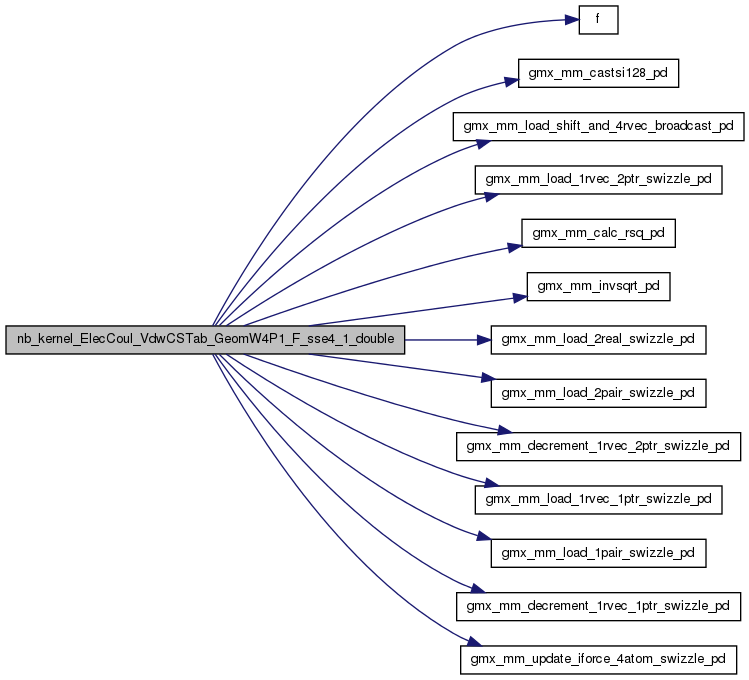 f
gmx_mm_castsi128_pd
gmx_mm_load_shift_and_4rvec_broadcast_pd
gmx_mm_load_1rvec_2ptr_swizzle_pd
gmx_mm_calc_rsq_pd
gmx_mm_invsqrt_pd
nb_kernel_ElecCoul_VdwCSTab_GeomW4P1_F_sse4_1_double
gmx_mm_load_2real_swizzle_pd
gmx_mm_load_2pair_swizzle_pd
gmx_mm_decrement_1rvec_2ptr_swizzle_pd
gmx_mm_load_1rvec_1ptr_swizzle_pd
gmx_mm_load_1pair_swizzle_pd
gmx_mm_decrement_1rvec_1ptr_swizzle_pd
gmx_mm_update_iforce_4atom_swizzle_pd